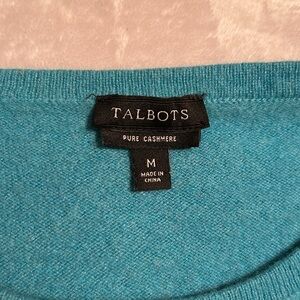 TALBOTS
PURE CASHMERE
M
MADE IN
CHINA